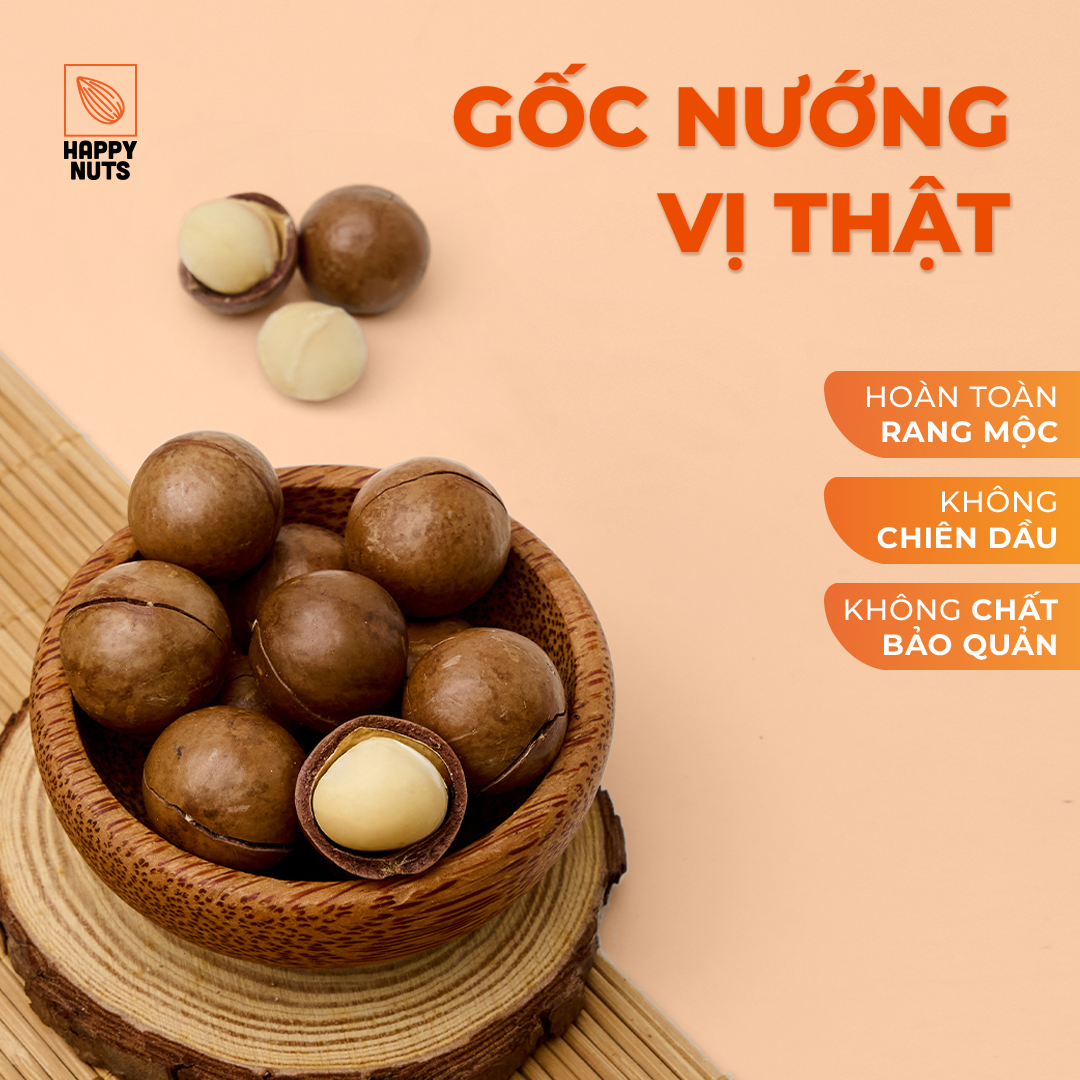 HAPPY
NUTS
GỐC NƯỚNG
VỊ THẬT
HOÀN TOÀN
RANG MỘC
KHÔNG
CHIÊN DẦU
KHÔNG CHẤT
BẢO QUẢN